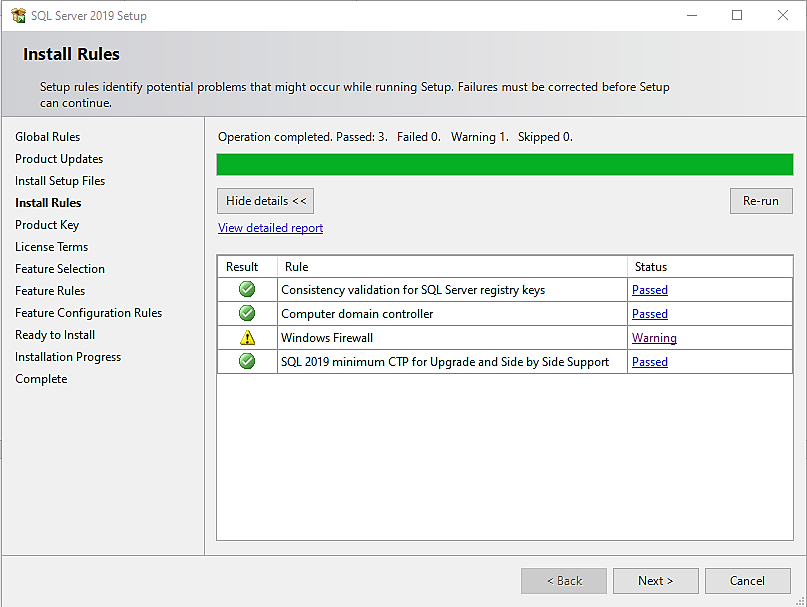 SQL Server 2019 Setup
Install Rules
Setup rules identify potential problems that might occur while running Setup. Failures must be corrected before Setup
can continue.
Global Rules
Product Updates
Install Setup Files
Install Rules
Product Key
License Terms
Feature Selection
Feature Rules
Feature Configuration Rules
Ready to Install
Installation Progress
Complete
Operation completed. Passed: 3. Failed 0. Warning 1. Skipped 0.
Hide details <<
Re-run
View detailed report
Result Rule Status
Consistency validation for SQL Server registry keys Passed
Computer domain controller Passed
Windows Firewall Warning
SQL 2019 minimum CTP for Upgrade and Side by Side Support Passed
< Back Next > Cancel